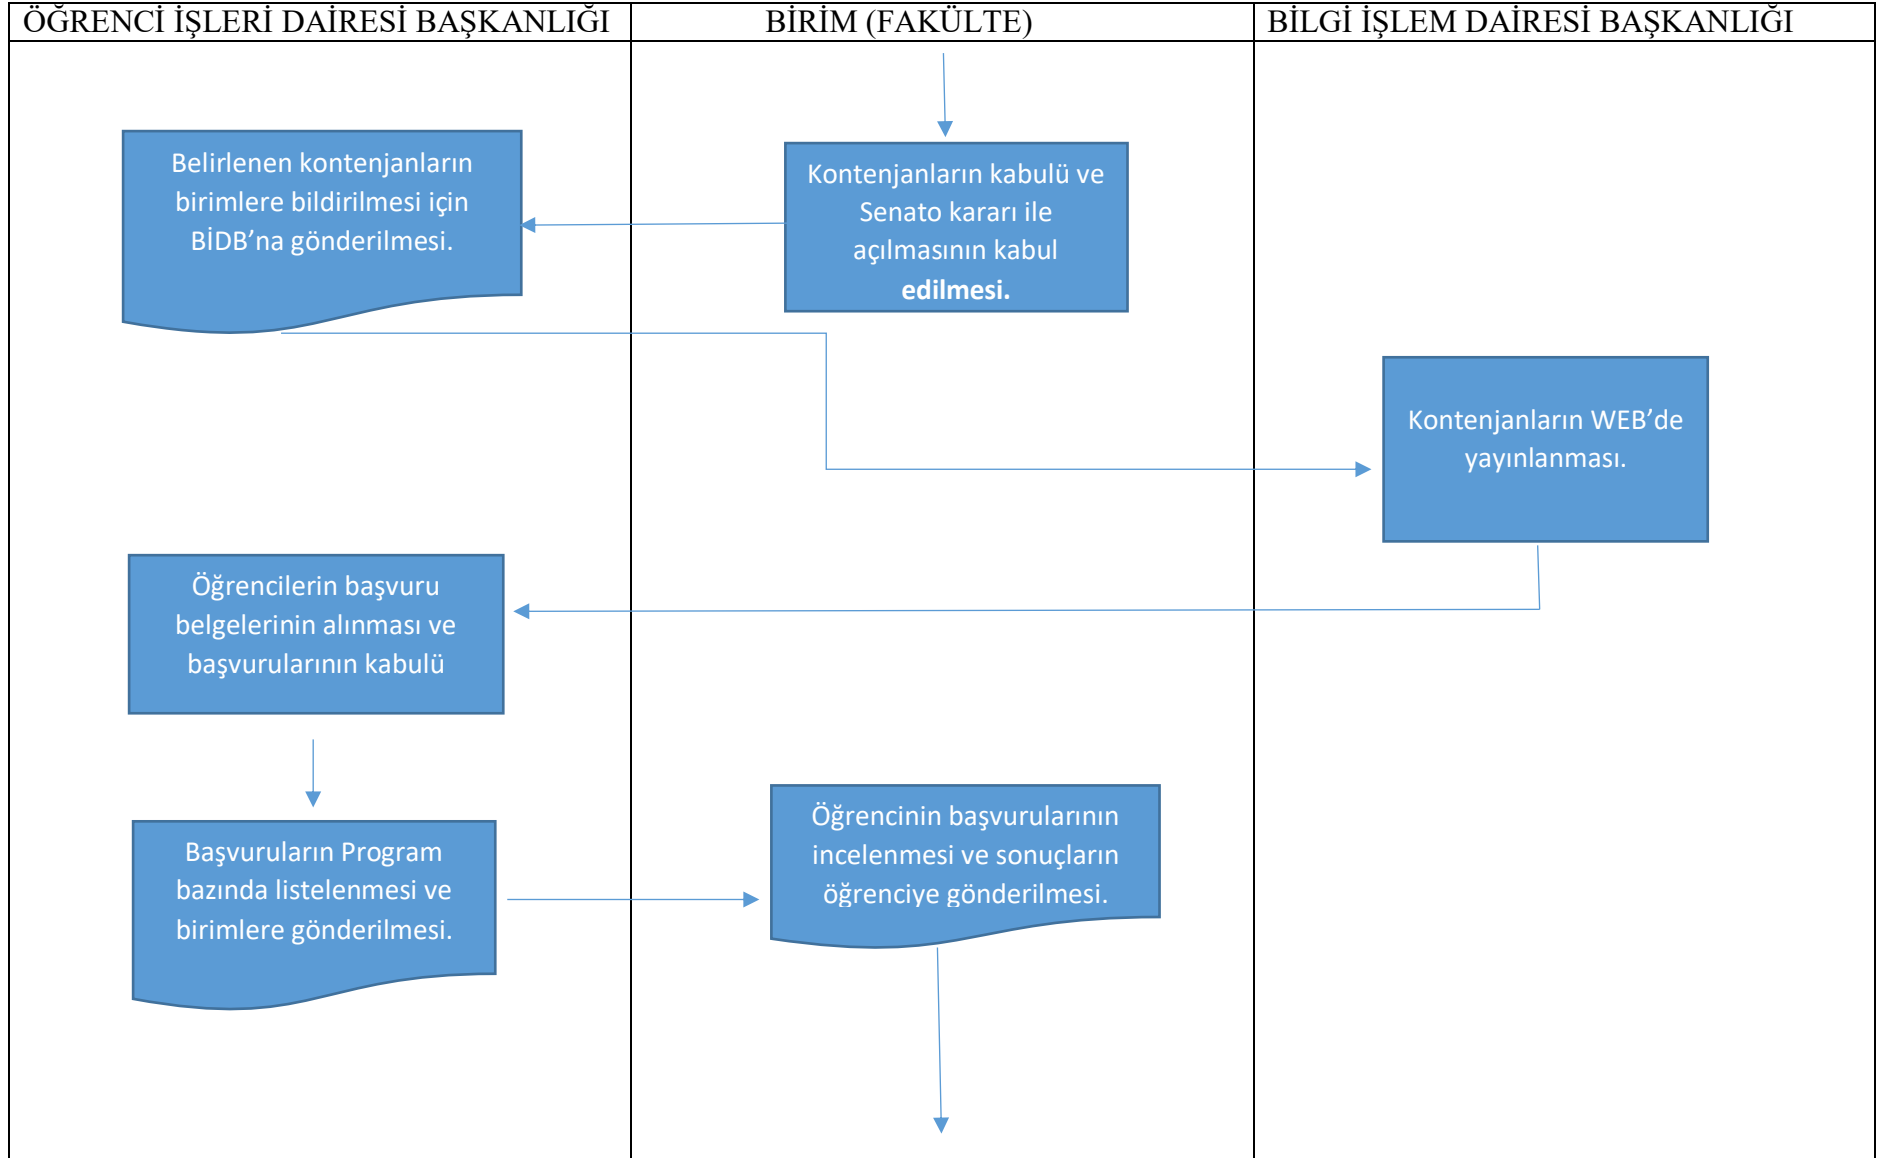 ÖĞRENCİ İŞLERİ DAİRESİ BAŞKANLIĞI
BİRİM (FAKÜLTE)
BİLGİ İŞLEM DAİRESİ BAŞKANLIĞI
Belirlenen kontenjanların
birimlere bildirilmesi için
BİDB’na gönderilmesi.
Kontenjanların kabulü ve
Senato kararı ile
açılmasının kabul
edilmesi.
Kontenjanların WEB’de
yayınlanması.
Öğrencilerin başvuru
belgelerinin alınması ve
başvurularının kabulü
Başvuruların Program
bazında listelenmesi ve
birimlere gönderilmesi.
Öğrencinin başvurularının
incelenmesi ve sonuçların
öğrenciye gönderilmesi.